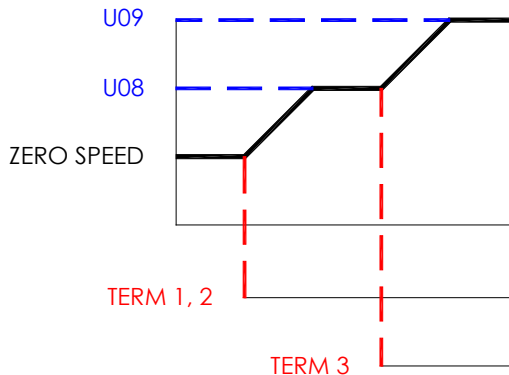 U09
U08
ZERO SPEED
TERM 1, 2
TERM 3